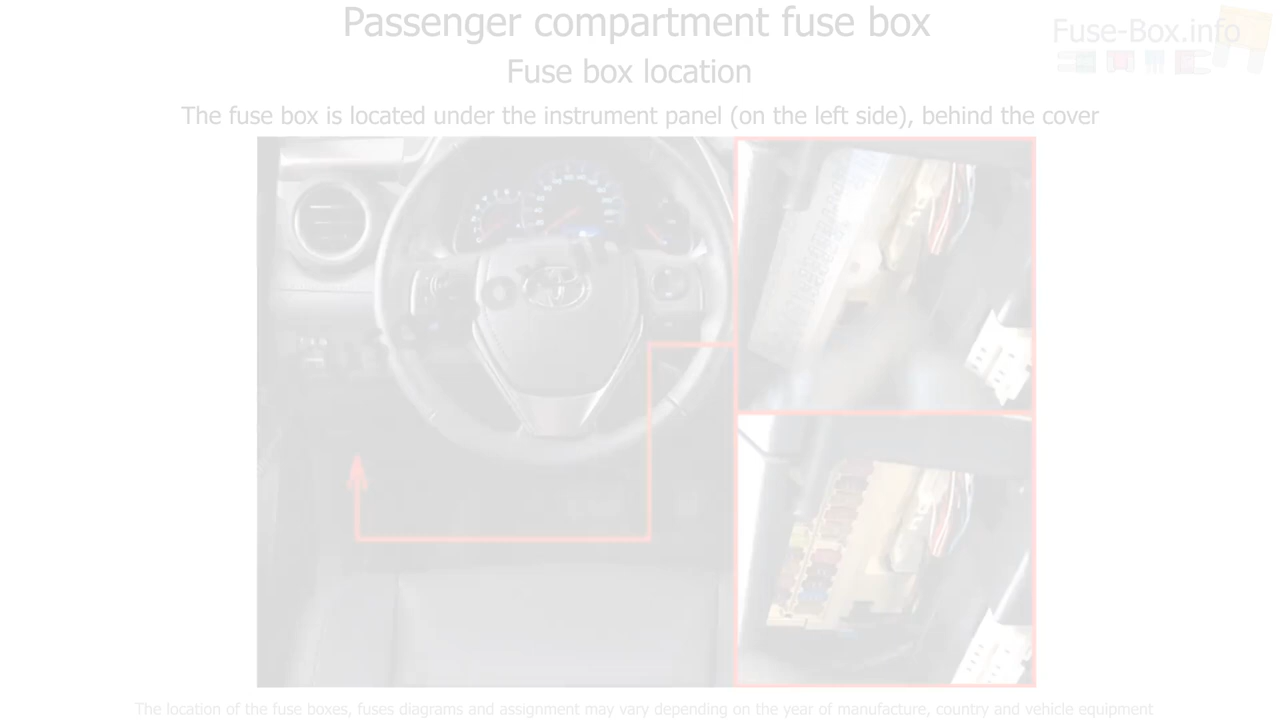 Passenger compartment fuse box
Fuse-Box.info
Fuse box location
The fuse box is located under the instrument panel (on the left side), behind the cover
The location of the fuse boxes, fuses diagrams and assignment may vary depending on the year of manufacture, country and vehicle equipment